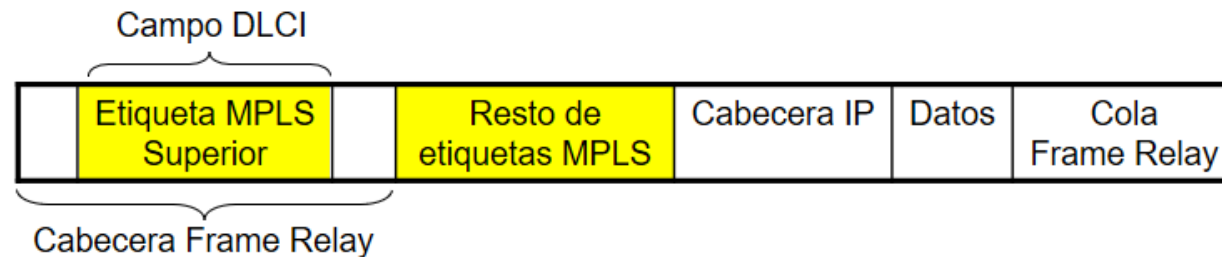 Campo DLCI
Etiqueta MPLS
Superior
Resto de
etiquetas MPLS
Cabecera IP
Datos
Cola
Frame Relay
Cabecera Frame Relay